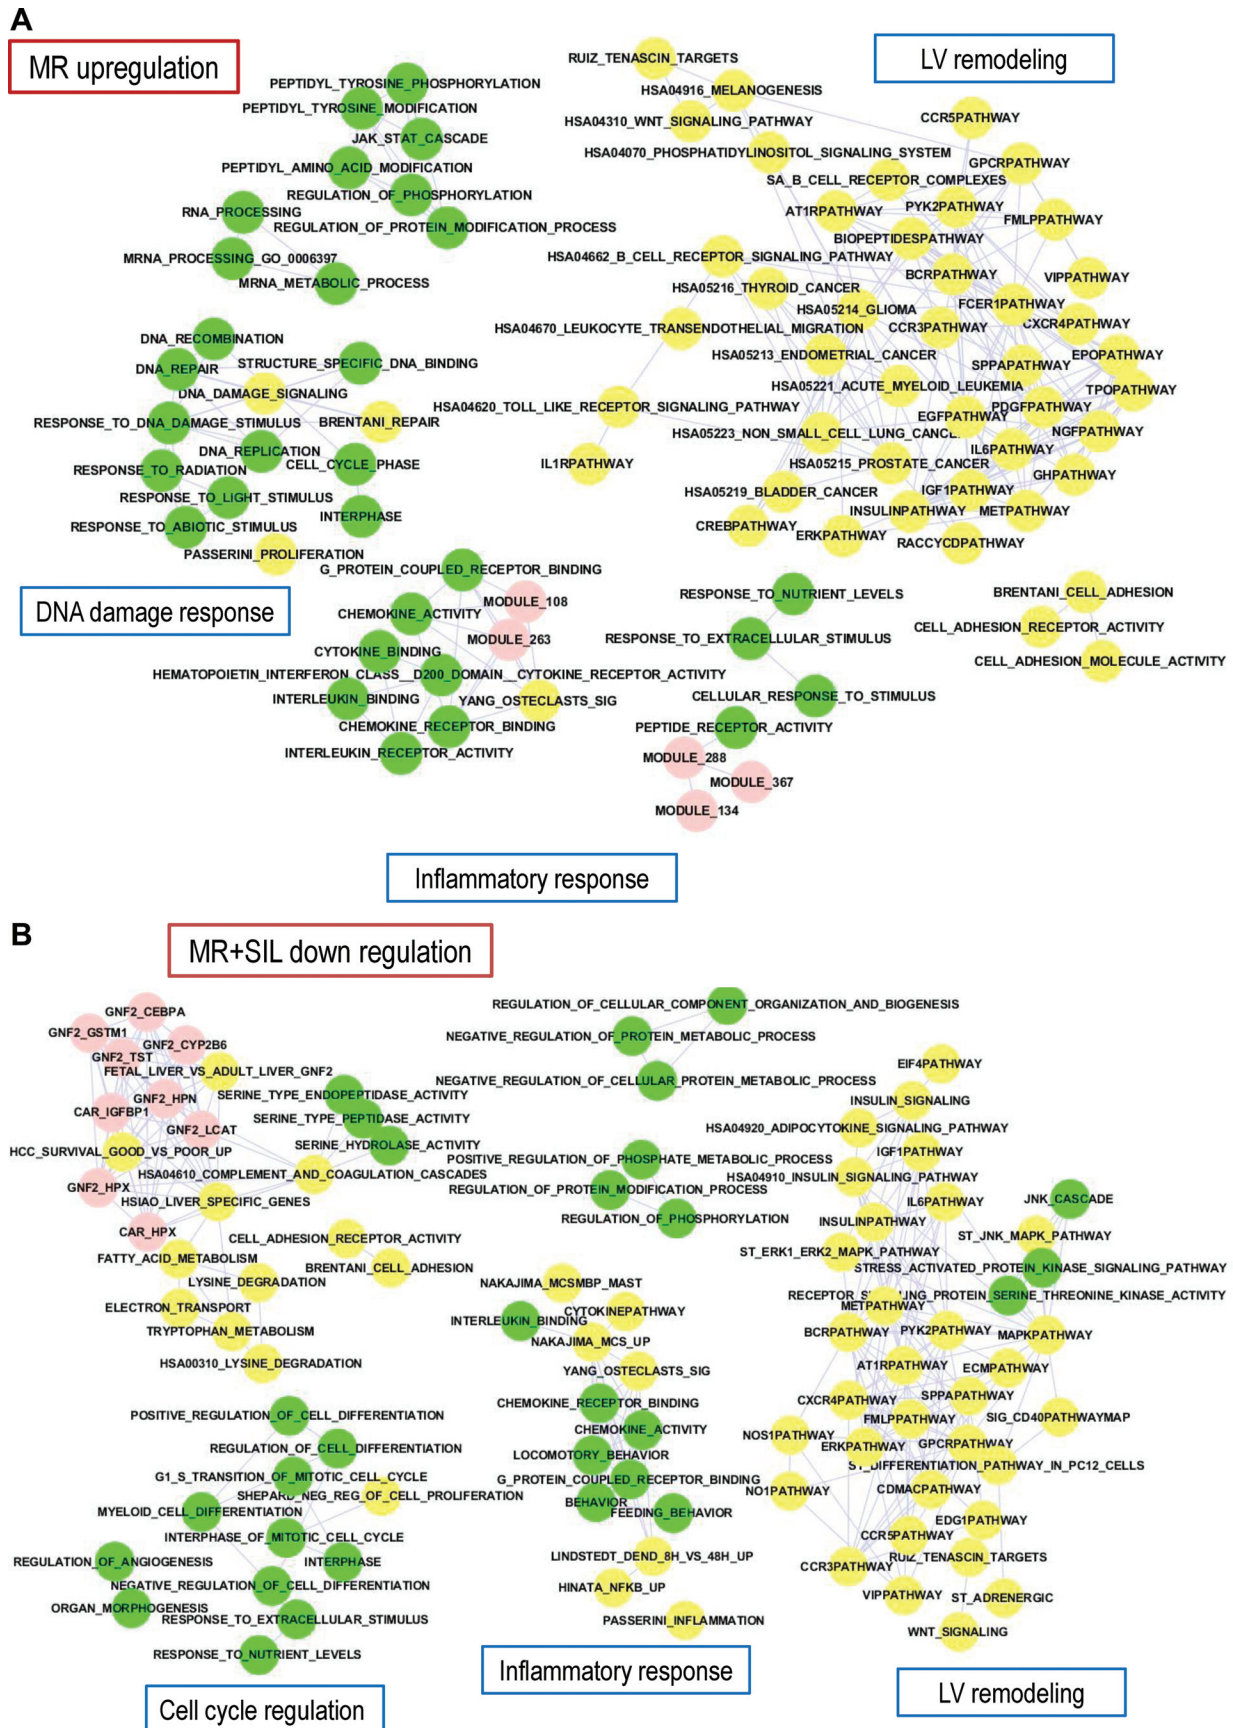 A
MR upregulation
LV remodeling
RUIZ_TENASCIN_TARGETS
PEPTIDYL_TYROSINE_PHOSPHORYLATION
HSA04916_MELANOGENESIS
PEPTIDYL_TYROSINE_MODIFICATION
CCR5PATHWAY
HSA04310_WNT_SIGNALING_PATHWAY
JAK_STAT_CASCADE
HSA04070_PHOSPHATIDYLINOSITOL_SIGNALING_SYSTEM
GPCRPATHWAY
PEPTIDYL_AMINO_ACID_MODIFICATION
SA_B_CELL_RECEPTOR_COMPLEXES
REGULATION_OF_PHOSPHORYLATION
PYK2PATHWAY
RNA_PROCESSING
AT1RPATHWAY
FMLPPATHWAY
REGULATION_OF_PROTEIN_MODIFICATION_PROCESS
BIOPEPTIDESPATHWAY
MRNA_PROCESSING_GO_0006397
HSA04662_B_CELL_RECEPTOR_SIGNALING_PATHWAY
BCRPATHWAY
VIPPATHWAY
MRNA_METABOLIC_PROCESS
HSA05216_THYROID_CANCER
FCER1PATHWAY
HSA05214_GLIOMA
HSA04670_LEUKOCYTE_TRANSENDOTHELIAL_MIGRATION
CCR3PATHWAY
CXCR4PATHWAY
DNA_RECOMBINATION
HSA05213_ENDOMETRIAL_CANCER
EPOPATHWAY
STRUCTURE_SPECIFIC_DNA_BINDING
SPPAPATHWAY
DNA_REPAIR
HSA05221_ACUTE_MYELOID_LEUKEMIA
TPOPATHWAY
DNA_DAMAGE_SIGNALING
HSA04620_TOLL_LIKE_RECEPTOR_SIGNALING_PATHWAY
PDGFPATHWAY
EGFPATHWAY
RESPONSE_TO_DNA_DAMAGE_STIMULUS
BRENTANI_REPAIR
HSA05223_NON_SMALL_CELL_LUNG_CANC
NGFPATHWAY
DNA_REPLICATION
IL6PATHWAY
CELL_CYCLE_PHASE
IL1RPATHWAY
HSA05215_PROSTATE_CANCER
RESPONSE_TO_RADIATION
GHPATHWAY
RESPONSE_TO_LIGHT_STIMULUS
HSA05219_BLADDER_CANCER
IGF1PATHWAY
INTERPHASE
INSULINPATHWAY
METPATHWAY
RESPONSE_TO_ABIOTIC_STIMULUS
CREBPATHWAY
ERKPATHWAY
RACCYCDPATHWAY
PASSERINI_PROLIFERATION
G_PROTEIN_COUPLED_RECEPTOR_BINDING
DNA damage response
MODULE_108
RESPONSE_TO_NUTRIENT_LEVELS
BRENTANI_CELL_ADHESION
CHEMOKINE_ACTIVITY
CELL_ADHESION_RECEPTOR_ACTIVITY
MODULE_263
RESPONSE_TO_EXTRACELLULAR_STIMULUS
CYTOKINE_BINDING
CELL_ADHESION_MOLECULE_ACTIVITY
HEMATOPOIETIN_INTERFERON_CLASS__D200_DOMAIN__CYTOKINE_RECEPTOR_ACTIVITY
CELLULAR_RESPONSE_TO_STIMULUS
INTERLEUKIN_BINDING
YANG_OSTECLASTS_SIG
CHEMOKINE_RECEPTOR_BINDING
PEPTIDE_RECEPTOR_ACTIVITY
INTERLEUKIN_RECEPTOR_ACTIVITY
MODULE_288
MODULE_367
MODULE_134
Inflammatory response
B
MR+SIL down regulation
GNF2_CEBPA
REGULATION_OF_CELLULAR_COMPONENT_ORGANIZATION_AND_BIOGENESIS
GNF2_GSTM1
NEGATIVE_REGULATION_OF_PROTEIN_METABOLIC_PROCESS
GNF2_CYP2B6
GNF2_TST
EIF4PATHWAY
FETAL_LIVER_VS_ADULT_LIVER_GNF2
NEGATIVE_REGULATION_OF_CELLULAR_PROTEIN_METABOLIC_PROCESS
SERINE_TYPE_ENDOPEPTIDASE_ACTIVITY
GNF2_HPN
INSULIN_SIGNALING
CAR_IGFBP1
SERINE_TYPE_PEPTIDASE_ACTIVITY
HSA04920_ADIPOCYTOKINE_SIGNALING_PATHWAY
GNF2_LCAT
SERINE_HYDROLASE_ACTIVITY
HCC_SURVIVAL_GOOD_VS_POOR_UP
IGF1PATHWAY
POSITIVE_REGULATION_OF_PHOSPHATE_METABOLIC_PROCESS
HSA04610_COMPLEMENT_AND_COAGULATION_CASCADES
HSA04910_INSULIN_SIGNALING_PATHWAY
GNF2_HPX
REGULATION_OF_PROTEIN_MODIFICATION_PROCESS
HSIAO_LIVER_SPECIFIC_GENES
IL6PATHWAY
JNK_CASCADE
REGULATION_OF_PHOSPHORYLATION
INSULINPATHWAY
CAR_HPX
ST_JNK_MAPK_PATHWAY
CELL_ADHESION_RECEPTOR_ACTIVITY
ST_ERK1_ERK2_MAPK_PATHWAY
FATTY_ACID_METABOLISM
BRENTANI_CELL_ADHESION
STRESS_ACTIVATED_PROTEIN_KINASE_SIGNALING_PATHWAY
LYSINE_DEGRADATION
NAKAJIMA_MCSMBP_MAST
LING_PROTEIN_SERINE_THREONINE_KINASE_ACTIVITY
ELECTRON_TRANSPORT
CYTOKINEPATHWAY
METPATHWAY
INTERLEUKIN_BINDING
TRYPTOPHAN_METABOLISM
NAKAJIMA_MCS_UP
BCRPATHWAY
PYK2PATHWAY
MAPKPATHWAY
HSA00310_LYSINE_DEGRADATION
YANG_OSTECLASTS_SIG
AT1RPATHWAY
ECMPATHWAY
CHEMOKINE_RECEPTOR_BINDING
CXCR4PATHWAY
SPPAPATHWAY
POSITIVE_REGULATION_OF_CELL_DIFFERENTIATION
FMLPPATHWAY
SIG_CD40PATHWAYMAP
CHEMOKINE_ACTIVITY
NOS1PATHWAY
REGULATION_OF_CELL_DIFFERENTIATION
LOCOMOTORY_BEHAVIOR
ERKPATHWAY
GPCRPATHWAY
ST_DIFFERENTIATION_PATHWAY_IN_PC12_CELLS
G1_S_TRANSITION_OF_MITOTIC_CELL_CYCLE
G_PROTEIN_COUPLED_RECEPTOR_BINDING
NO1PATHWAY
CDMACPATHWAY
SHEPARD_NEG_REG_OF_CELL_PROLIFERATION
BEHAVIOR
MYELOID_CELL_DIFFERENTIATION
FEEDING_BEHAVIOR
EDG1PATHWAY
INTERPHASE_OF_MITOTIC_CELL_CYCLE
CCR5PATHWAY
LINDSTEDT_DEND_8H_VS_48H_UP
RUIZ_TENASCIN_TARGETS
REGULATION_OF_ANGIOGENESIS
INTERPHASE
CCR3PATHWAY
NEGATIVE_REGULATION_OF_CELL_DIFFERENTIATION
HINATA_NFKB_UP
VIPPATHWAY
ST_ADRENERGIC
ORGAN_MORPHOGENESIS
RESPONSE_TO_EXTRACELLULAR_STIMULUS
PASSERINI_INFLAMMATION
WNT_SIGNALING
RESPONSE_TO_NUTRIENT_LEVELS
Inflammatory response
LV remodeling
Cell cycle regulation